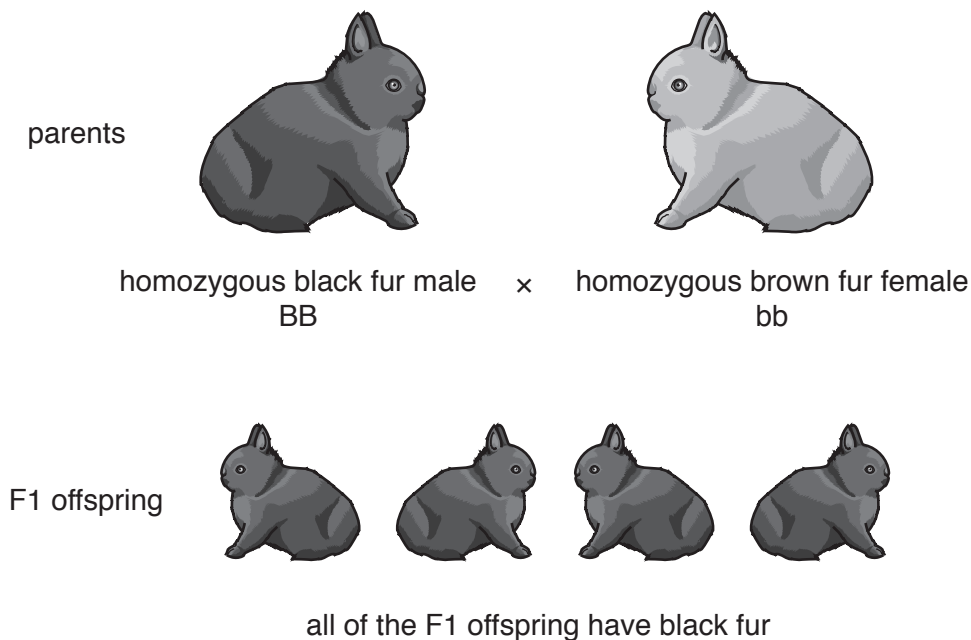 parents
homozygous black fur male × homozygous brown fur female
BB bb
F1 offspring
all of the F1 offspring have black fur